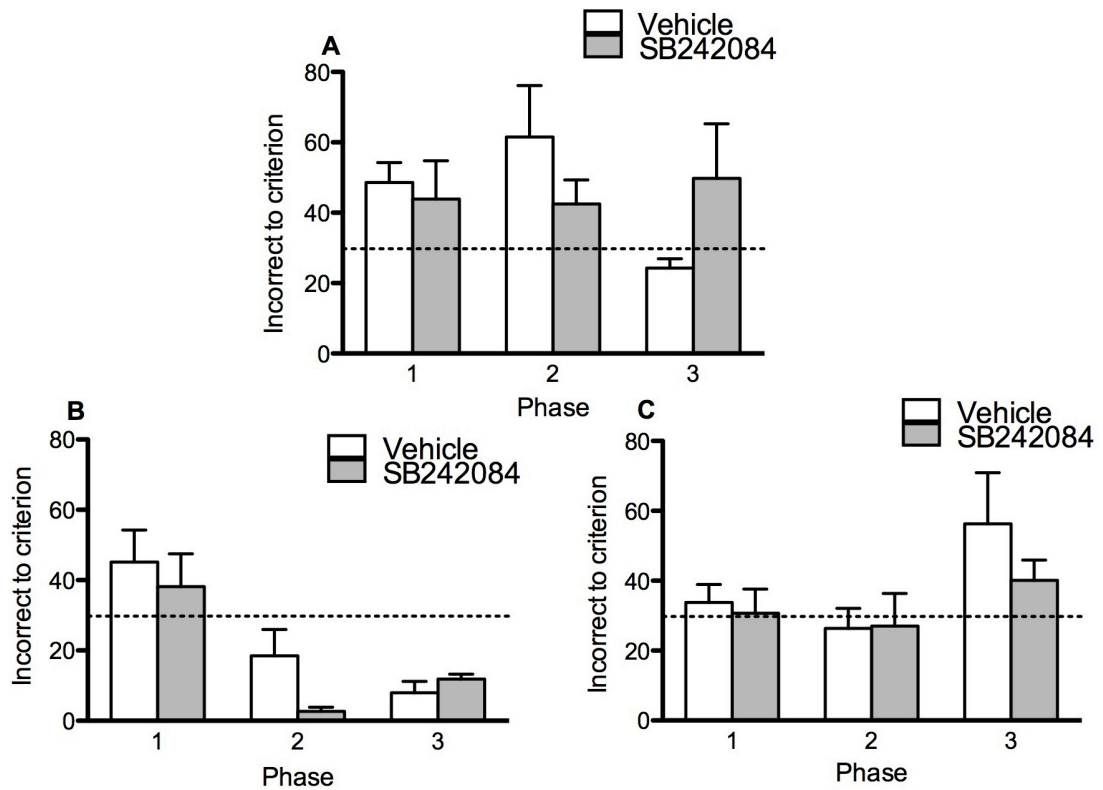 Vehicle
SB242084
A
80
60
40
20
0
Incorrect to criterion
1 2 3
Phase
B
Vehicle
SB242084
80
60
40
20
0
Incorrect to criterion
1 2 3
Phase
C
Vehicle
SB242084
80
60
40
20
0
Incorrect to criterion
1 2 3
Phase